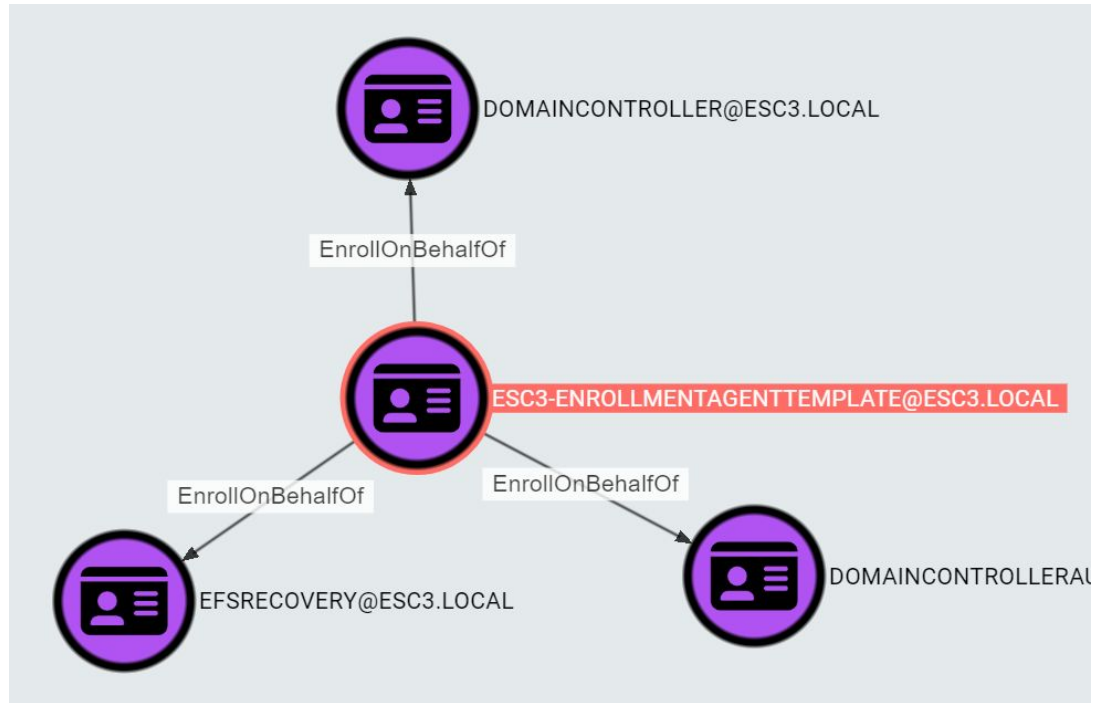 DOMAINCONTROLLER@ESC3.LOCAL
EnrollOnBehalfOf
ESC3-ENROLLMENTAGENTTEMPLATE@ESC3.LOCAL
EnrollOnBehalfOf
EnrollOnBehalfOf
EFSRECOVERY@ESC3.LOCAL